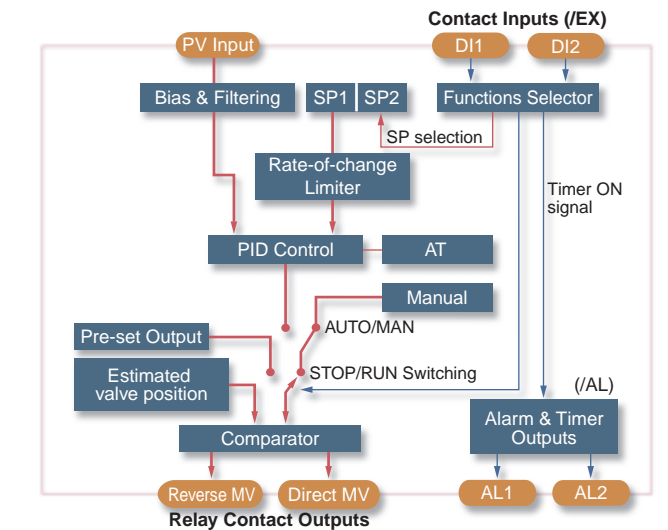 Contact Inputs (/EX)
PV Input
DI1
DI2
Bias & Filtering
SP1
SP2
Functions Selector
SP selection
Rate-of-change
Limiter
Timer ON
signal
PID Control
AT
Manual
AUTO/MAN
Pre-set Output
STOP/RUN Switching
Estimated
valve position
(/AL)
Alarm & Timer
Outputs
Comparator
Reverse MV
Direct MV
AL1
AL2
Relay Contact Outputs